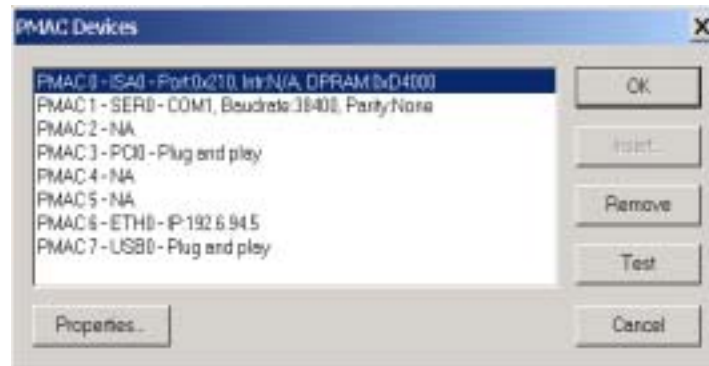 PMAC Devices
PMAC 0 - ISA0 - Port:0x210, Intr:N/A, DPRAM:0xD4000
PMAC 1 - SER0 - COM1, Baudrate:38400, Parity:None
PMAC 2 - NA
PMAC 3 - PCI0 - Plug and play
PMAC 4 - NA
PMAC 5 - NA
PMAC 6 - ETH0 - IP:192.6.94.5
PMAC 7 - USB0 - Plug and play
OK
Insert...
Remove
Test
Properties...
Cancel